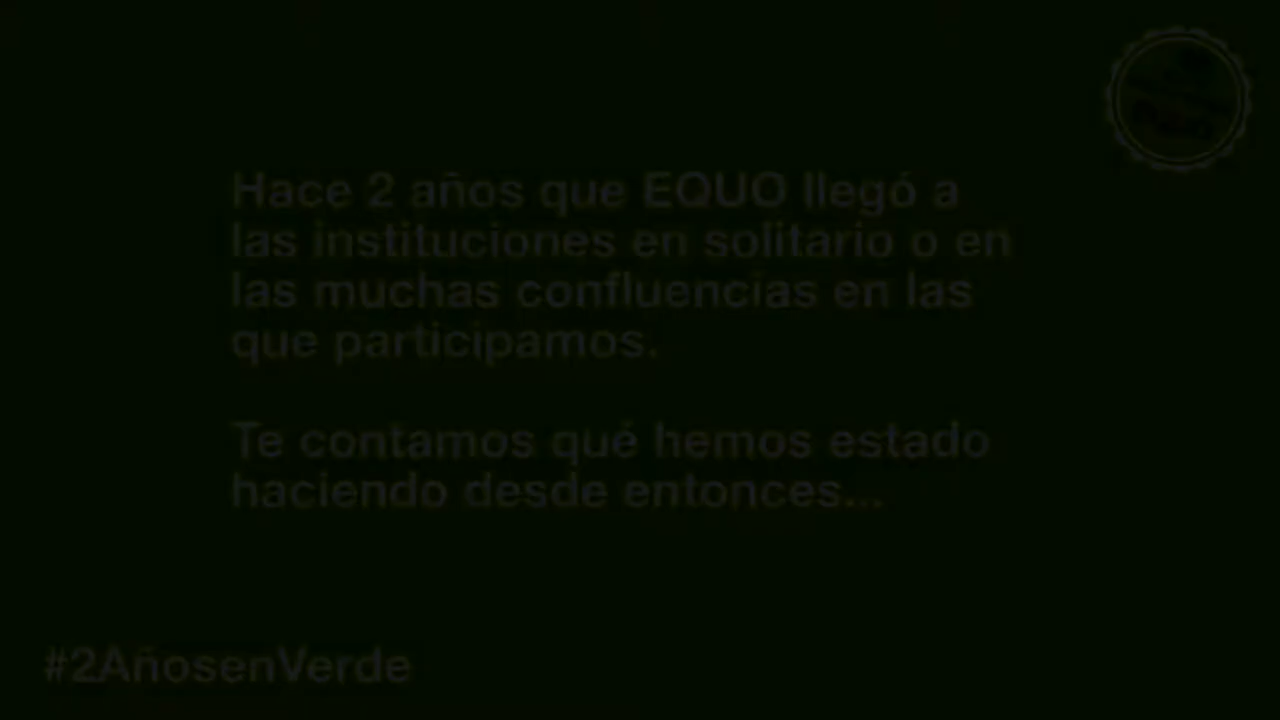 Hace 2 años que EQUO llegó a
las instituciones en solitario o en
las muchas confluencias en las
que participamos.
Te contamos qué hemos estado
haciendo desde entonces...
#2AñosenVerde